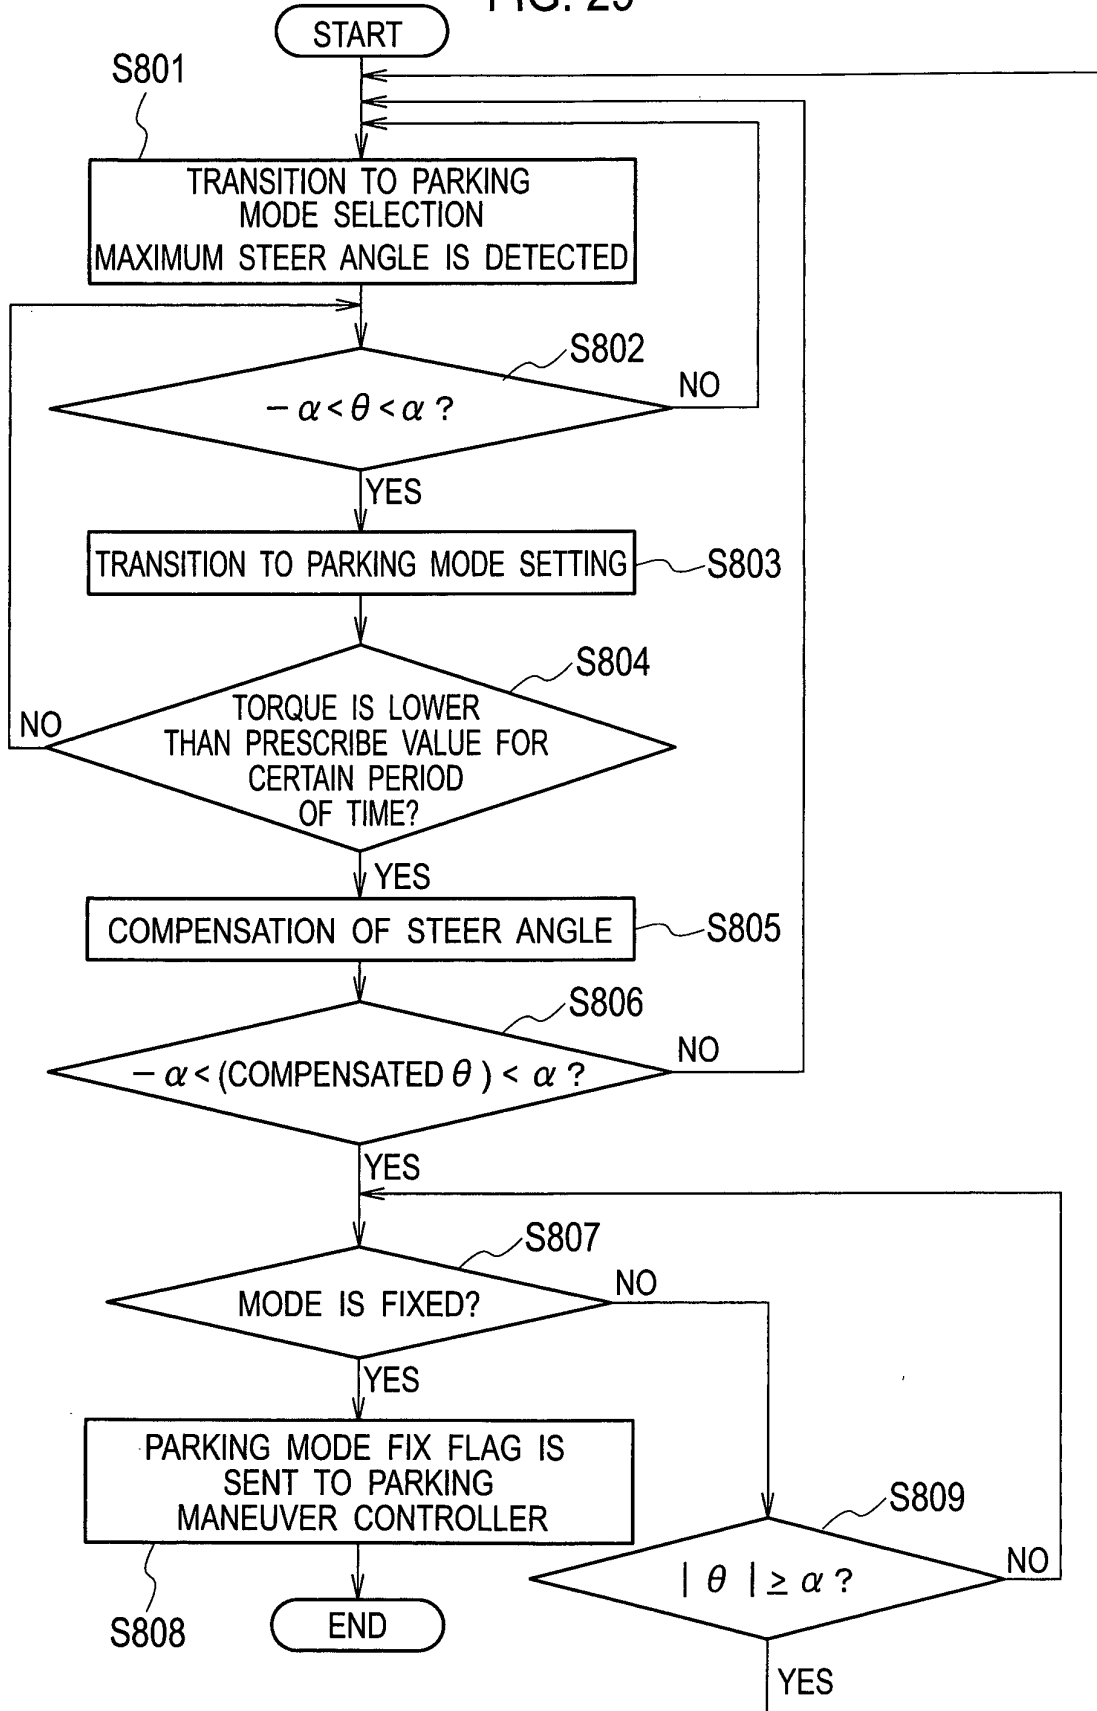 FIG. 29
START
S801
TRANSITION TO PARKING
MODE SELECTION
MAXIMUM STEER ANGLE IS DETECTED
S802
− α < θ < α ?
NO
YES
TRANSITION TO PARKING MODE SETTING
S803
S804
TORQUE IS LOWER
THAN PRESCRIBE VALUE FOR
CERTAIN PERIOD
OF TIME?
NO
YES
COMPENSATION OF STEER ANGLE
S805
S806
− α < (COMPENSATED θ ) < α ?
NO
YES
S807
MODE IS FIXED?
NO
YES
PARKING MODE FIX FLAG IS
SENT TO PARKING
MANEUVER CONTROLLER
S808
END
S809
| θ | ≥ α ?
NO
YES